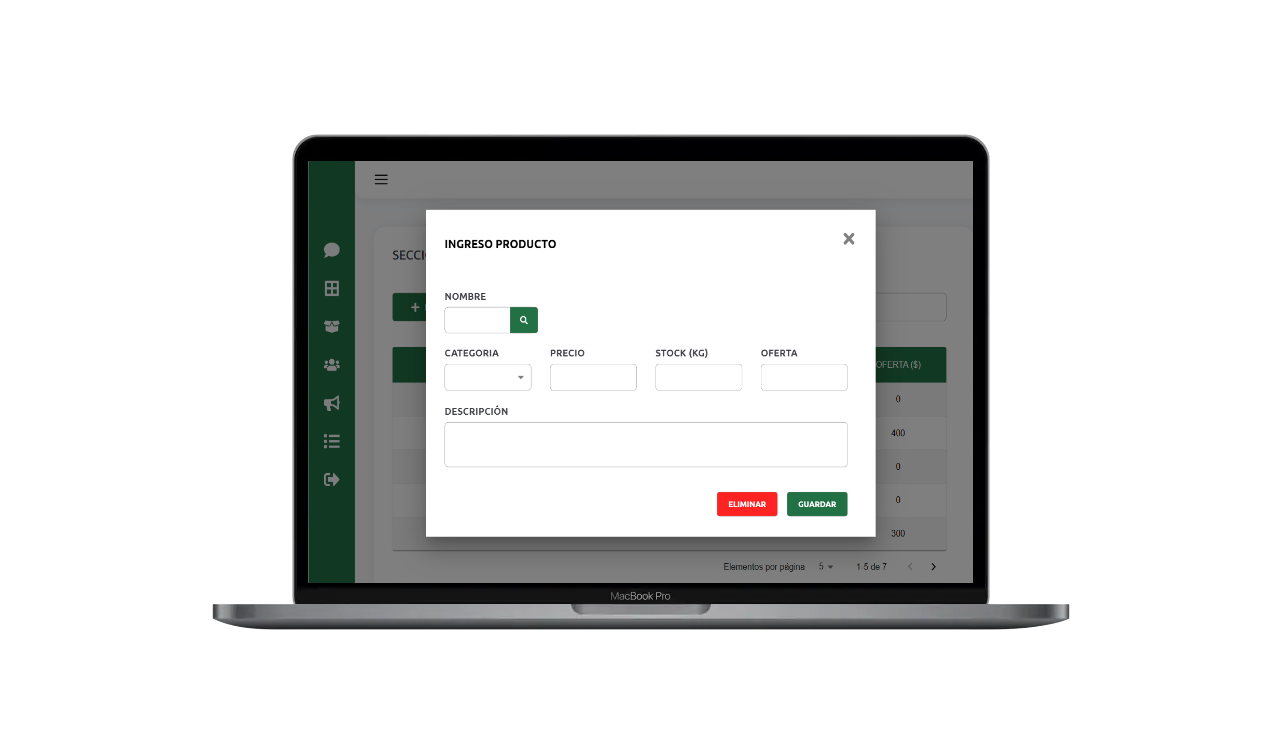 INGRESO PRODUCTO
SECCI
NOMBRE
CATEGORIA PRECIO STOCK (KG) OFERTA
OFERTA ($)
0
DESCRIPCIÓN
400
0
ELIMINAR GUARDAR
0
300
Elementos por página 5 1-5 de 7
MacBook Pro